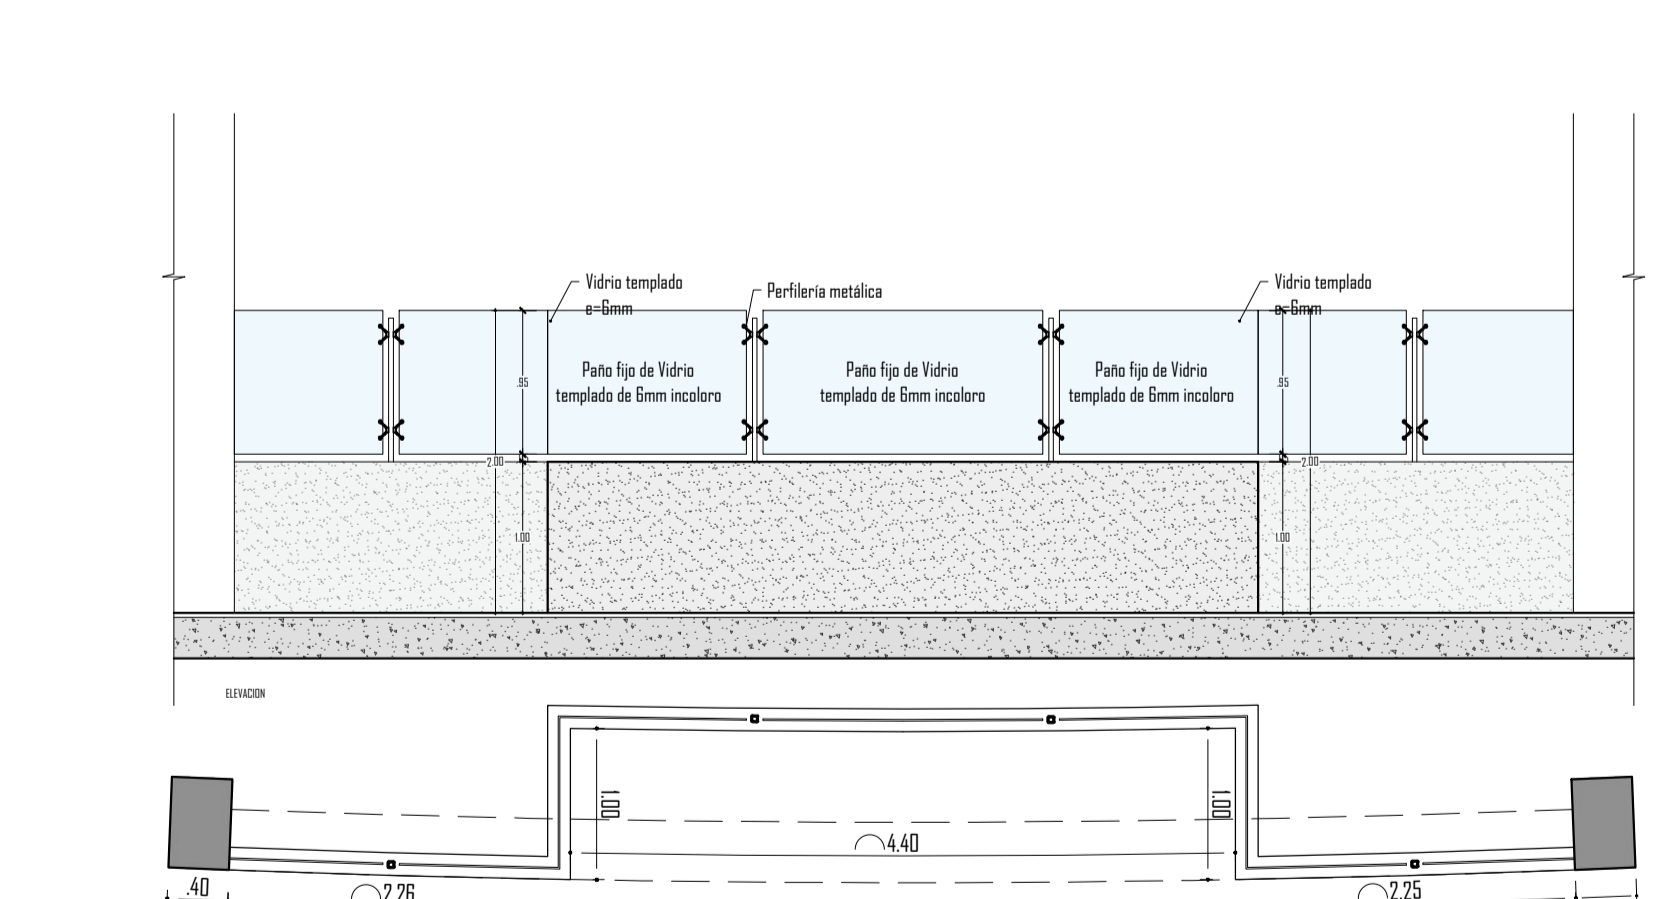 Vidrio templado
e=6mm
Perfilería metálica
Vidrio templado
e=6mm
Paño fijo de Vidrio
templado de 6mm incoloro
Paño fijo de Vidrio
templado de 6mm incoloro
Paño fijo de Vidrio
templado de 6mm incoloro
.95
.95
2.00
2.00
1.00
1.00
ELEVACION
1.00
1.00
4.40
.40
2.26
2.25